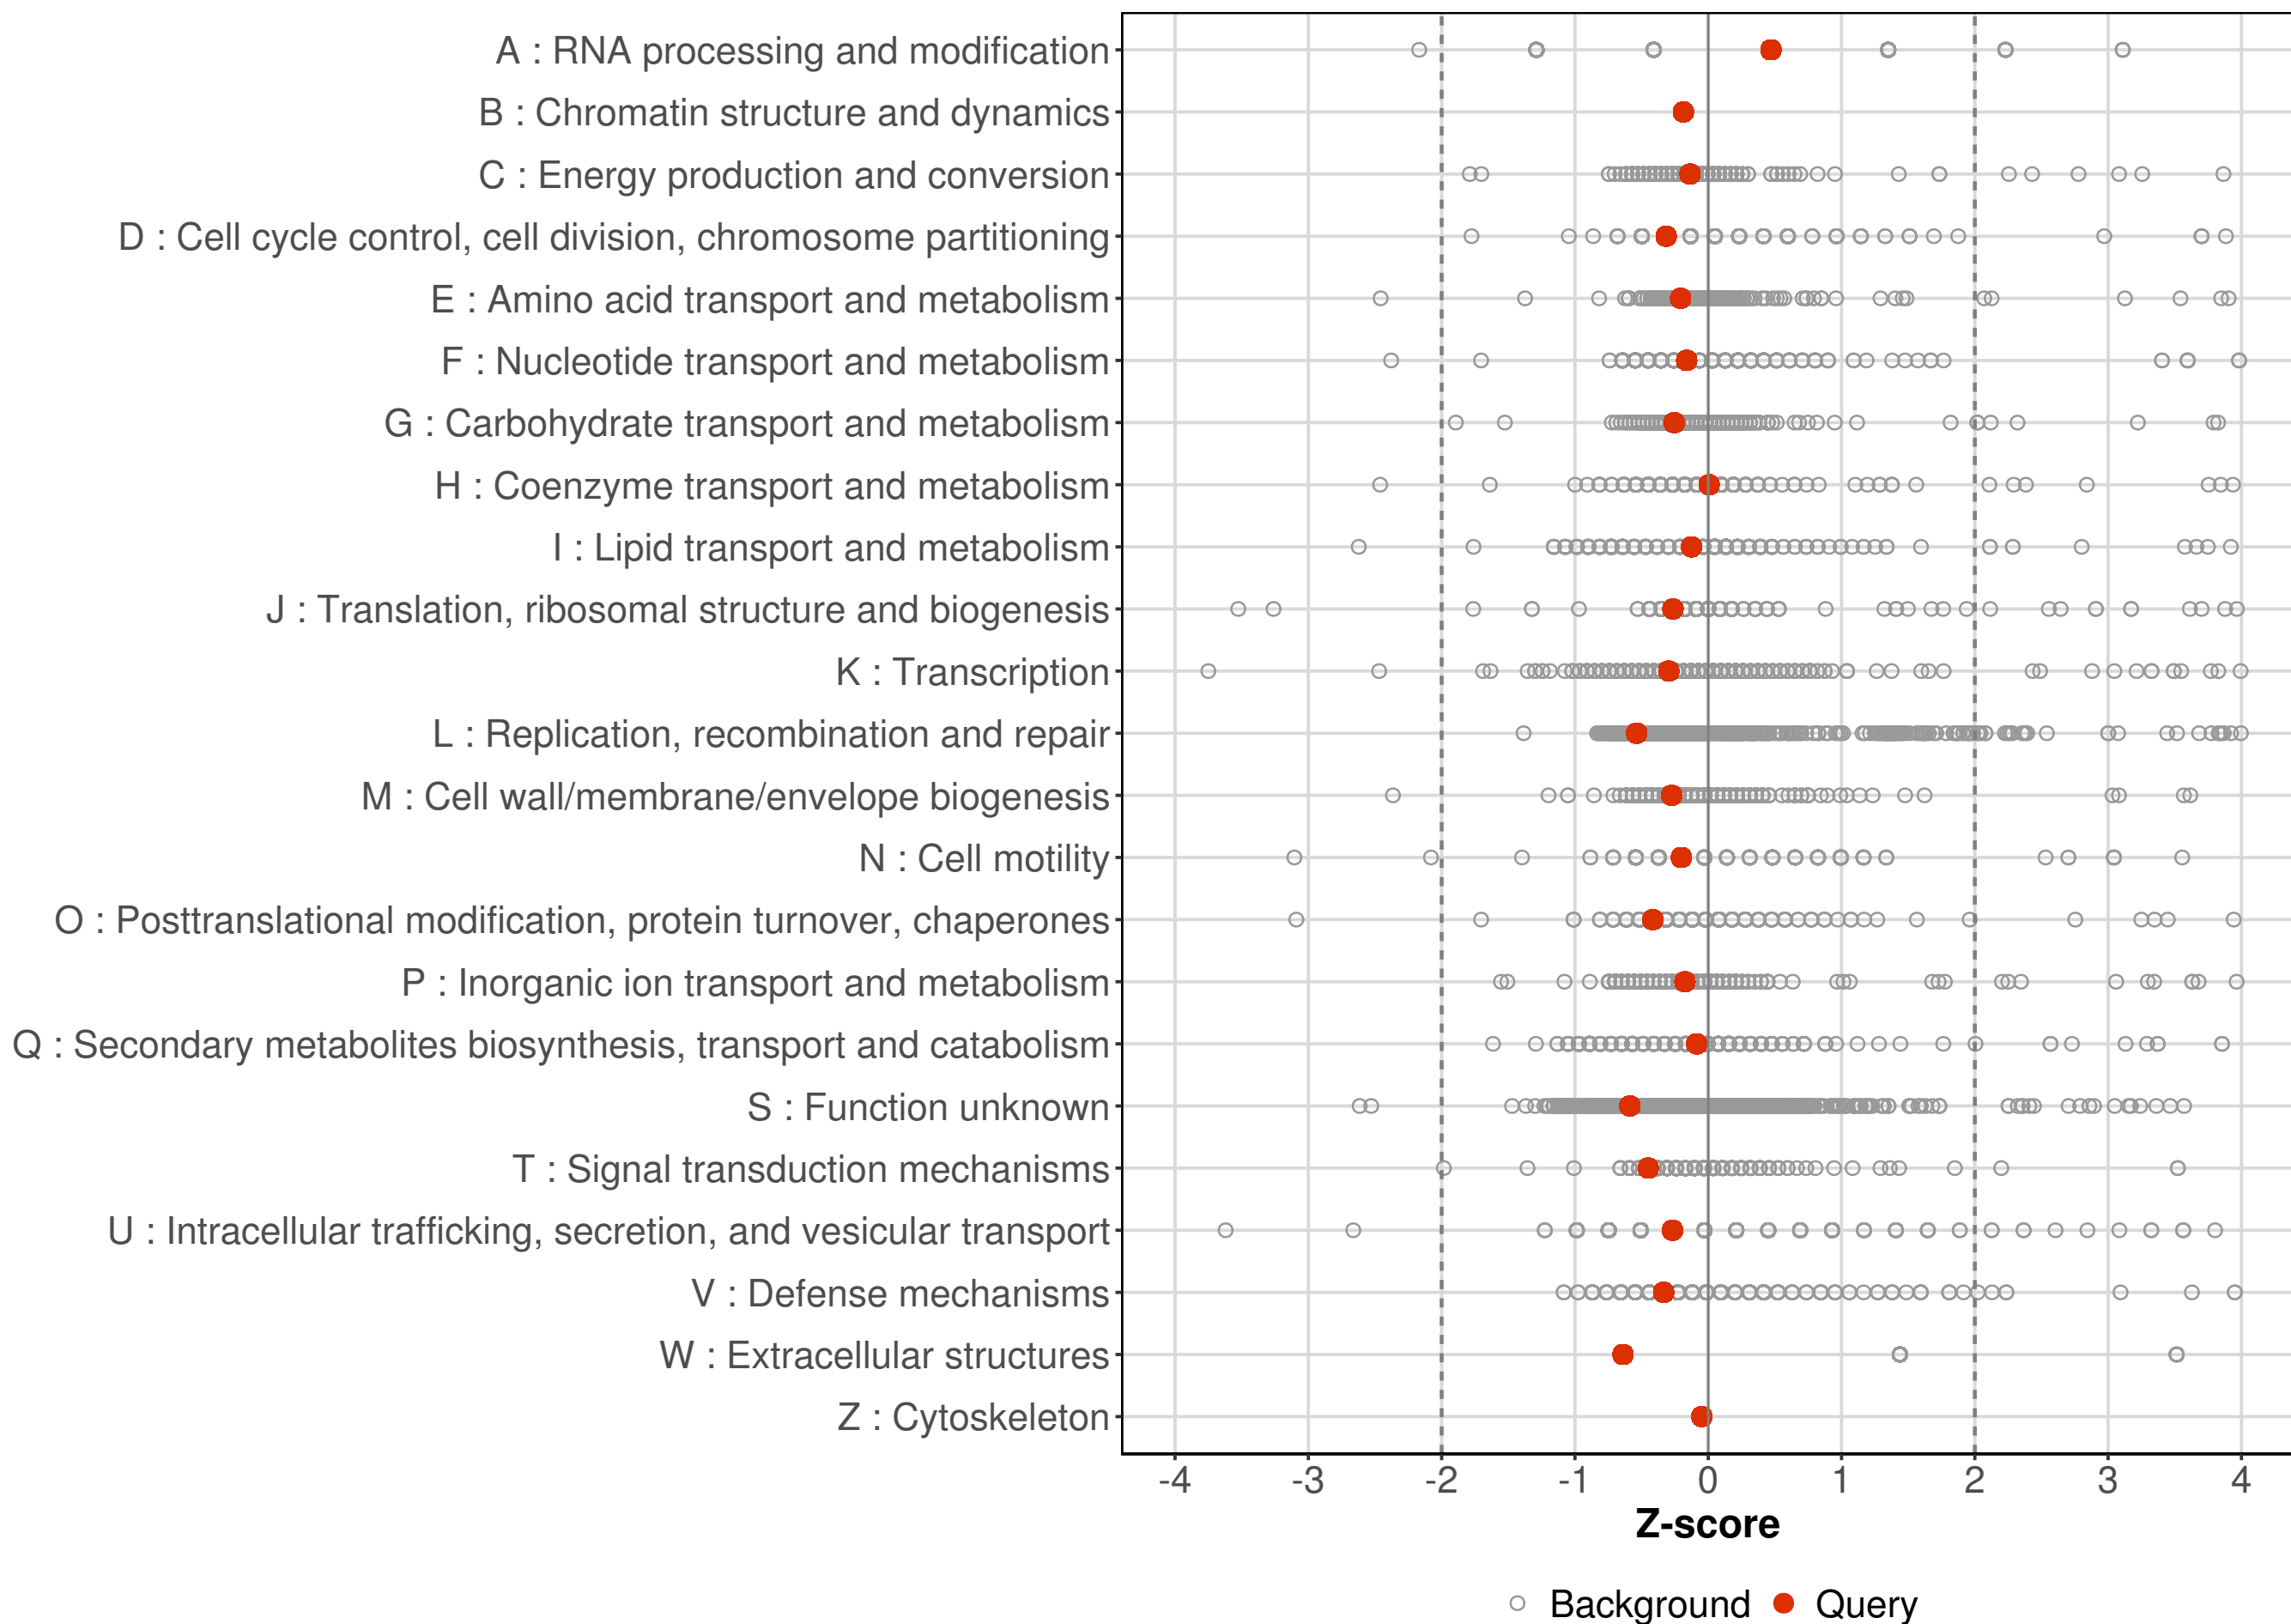 A : RNA processing and modification
B : Chromatin structure and dynamics
C : Energy production and conversion
D : Cell cycle control, cell division, chromosome partitioning
E : Amino acid transport and metabolism
F : Nucleotide transport and metabolism
G : Carbohydrate transport and metabolism
H : Coenzyme transport and metabolism
I : Lipid transport and metabolism
J : Translation, ribosomal structure and biogenesis
K : Transcription
L : Replication, recombination and repair
M : Cell wall/membrane/envelope biogenesis
N : Cell motility
O : Posttranslational modification, protein turnover, chaperones
P : Inorganic ion transport and metabolism
Q : Secondary metabolites biosynthesis, transport and catabolism
S : Function unknown
T : Signal transduction mechanisms
U : Intracellular trafficking, secretion, and vesicular transport
V : Defense mechanisms
W : Extracellular structures
Z : Cytoskeleton
-4 -3 -2 -1 0 1 2 3 4
Z-score
Background Query